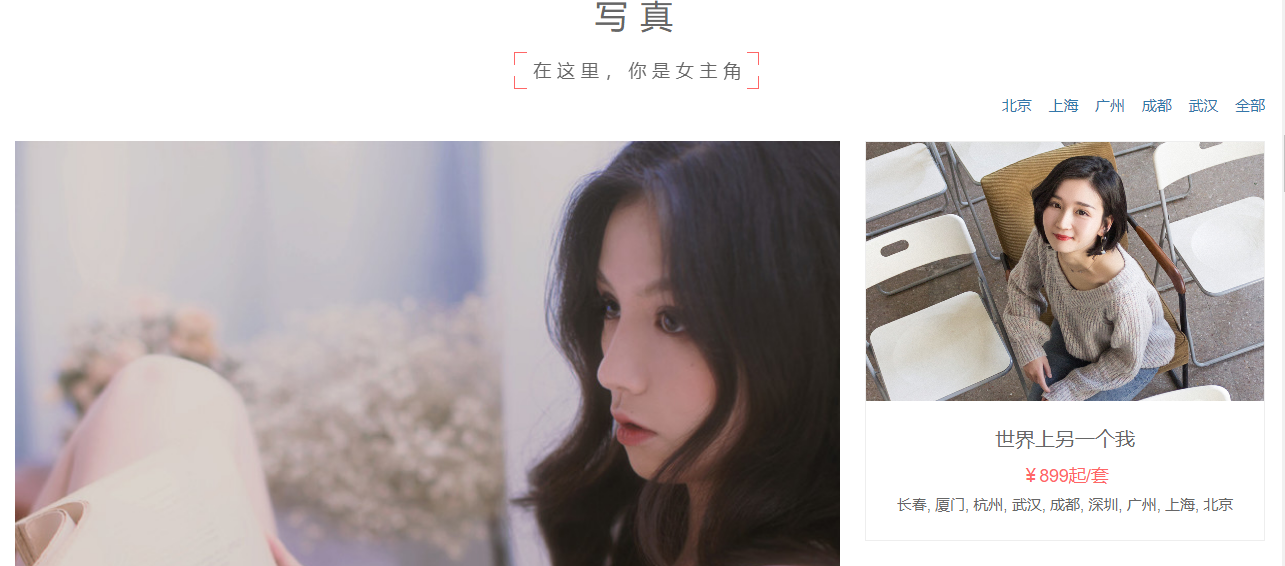 写真
在这里，你是女主角
北京 上海 广州 成都 武汉 全部
世界上另一个我
￥899起/套
长春, 厦门, 杭州, 武汉, 成都, 深圳, 广州, 上海, 北京